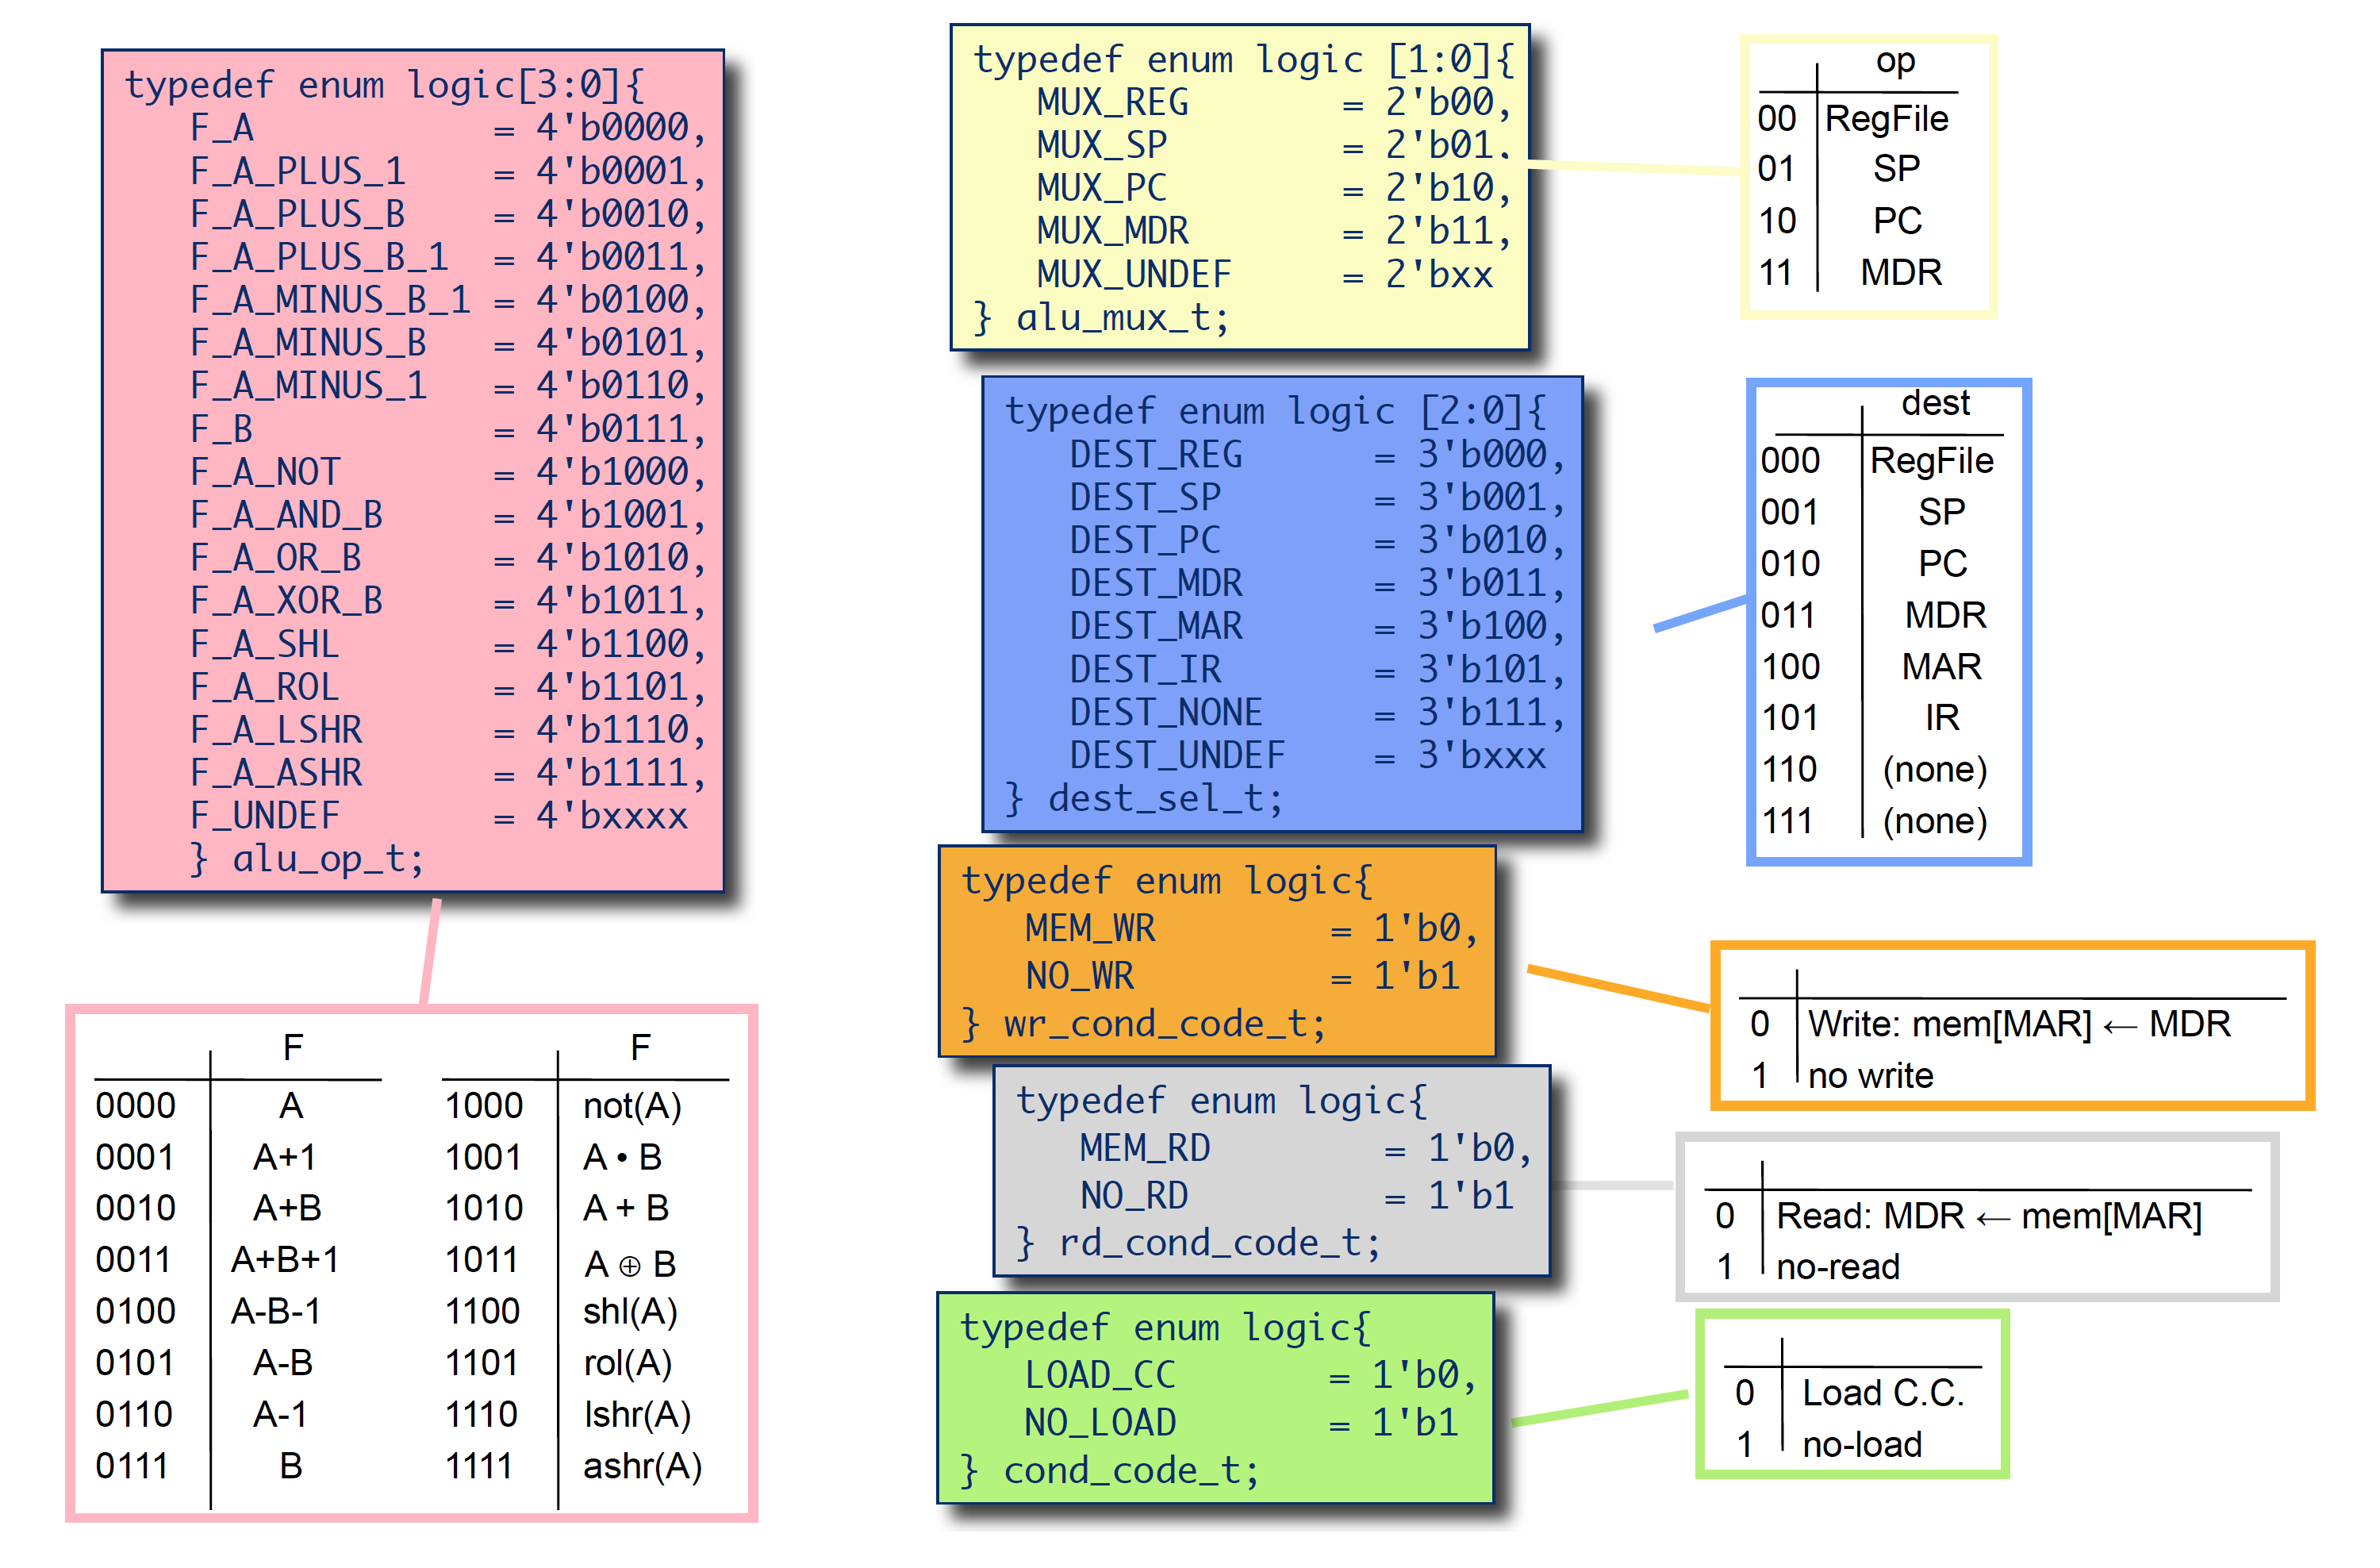 typedef enum logic[3:0]{
F_A = 4'b0000,
F_A_PLUS_1 = 4'b0001,
F_A_PLUS_B = 4'b0010,
F_A_PLUS_B_1 = 4'b0011,
F_A_MINUS_B_1 = 4'b0100,
F_A_MINUS_B = 4'b0101,
F_A_MINUS_1 = 4'b0110,
F_B = 4'b0111,
F_A_NOT = 4'b1000,
F_A_AND_B = 4'b1001,
F_A_OR_B = 4'b1010,
F_A_XOR_B = 4'b1011,
F_A_SHL = 4'b1100,
F_A_ROL = 4'b1101,
F_A_LSHR = 4'b1110,
F_A_ASHR = 4'b1111,
F_UNDEF = 4'bxxxx
} alu_op_t;
F F
0000 A 1000 not(A)
0001 A+1 1001 A • B
0010 A+B 1010 A + B
0011 A+B+1 1011 A ⊕ B
0100 A-B-1 1100 shl(A)
0101 A-B 1101 rol(A)
0110 A-1 1110 lshr(A)
0111 B 1111 ashr(A)
typedef enum logic [1:0]{
MUX_REG = 2'b00,
MUX_SP = 2'b01,
MUX_PC = 2'b10,
MUX_MDR = 2'b11,
MUX_UNDEF = 2'bxx
} alu_mux_t;
op
00 RegFile
01 SP
10 PC
11 MDR
typedef enum logic [2:0]{
DEST_REG = 3'b000,
DEST_SP = 3'b001,
DEST_PC = 3'b010,
DEST_MDR = 3'b011,
DEST_MAR = 3'b100,
DEST_IR = 3'b101,
DEST_NONE = 3'b111,
DEST_UNDEF = 3'bxxx
} dest_sel_t;
dest
000 RegFile
001 SP
010 PC
011 MDR
100 MAR
101 IR
110 (none)
111 (none)
typedef enum logic{
MEM_WR = 1'b0,
NO_WR = 1'b1
} wr_cond_code_t;
0 Write: mem[MAR] ← MDR
1 no write
typedef enum logic{
MEM_RD = 1'b0,
NO_RD = 1'b1
} rd_cond_code_t;
0 Read: MDR ← mem[MAR]
1 no-read
typedef enum logic{
LOAD_CC = 1'b0,
NO_LOAD = 1'b1
} cond_code_t;
0 Load C.C.
1 no-load